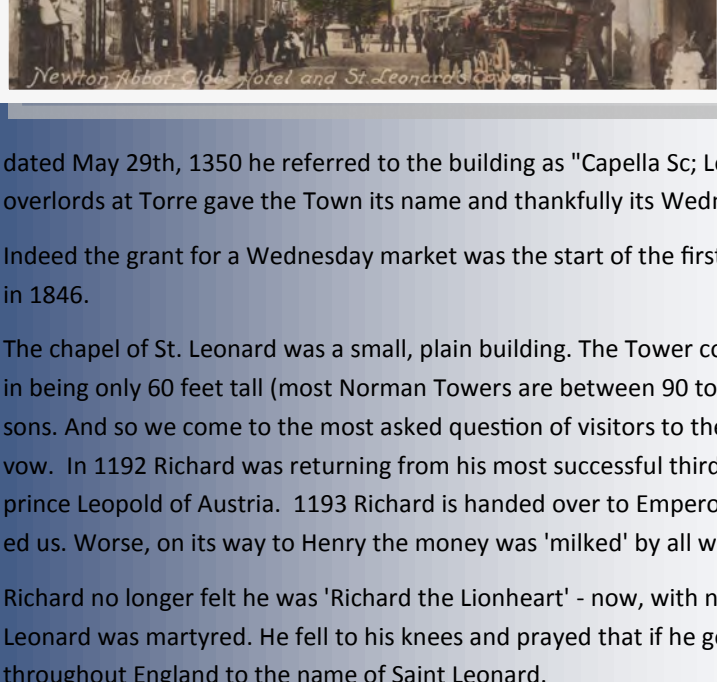 Newton Abbot, Globe Hotel and St. Leonard's Tower
dated May 29th, 1350 he referred to the building as "Capella Sc; L
overlords at Torre gave the Town its name and thankfully its Wed
Indeed the grant for a Wednesday market was the start of the first
in 1846.
The chapel of St. Leonard was a small, plain building. The Tower co
in being only 60 feet tall (most Norman Towers are between 90 to
sons. And so we come to the most asked question of visitors to the
vow. In 1192 Richard was returning from his most successful third
prince Leopold of Austria. 1193 Richard is handed over to Empero
ed us. Worse, on its way to Henry the money was 'milked' by all w
Richard no longer felt he was 'Richard the Lionheart' - now, with n
Leonard was martyred. He fell to his knees and prayed that if he g
throughout England to the name of Saint Leonard.